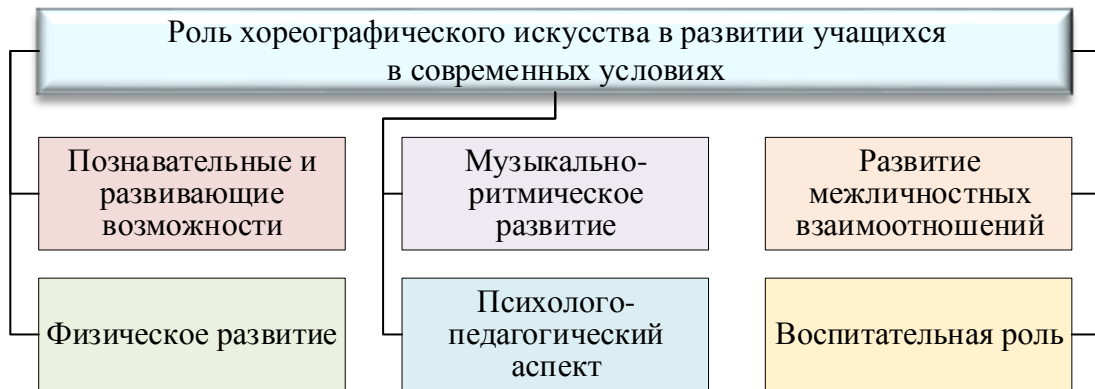 Роль хореографического искусства в развитии учащихся
в современных условиях
Познавательные и
развивающие
возможности
Музыкально-
ритмическое
развитие
Развитие
межличностных
взаимоотношений
Физическое развитие
Психолого-
педагогический
аспект
Воспитательная роль